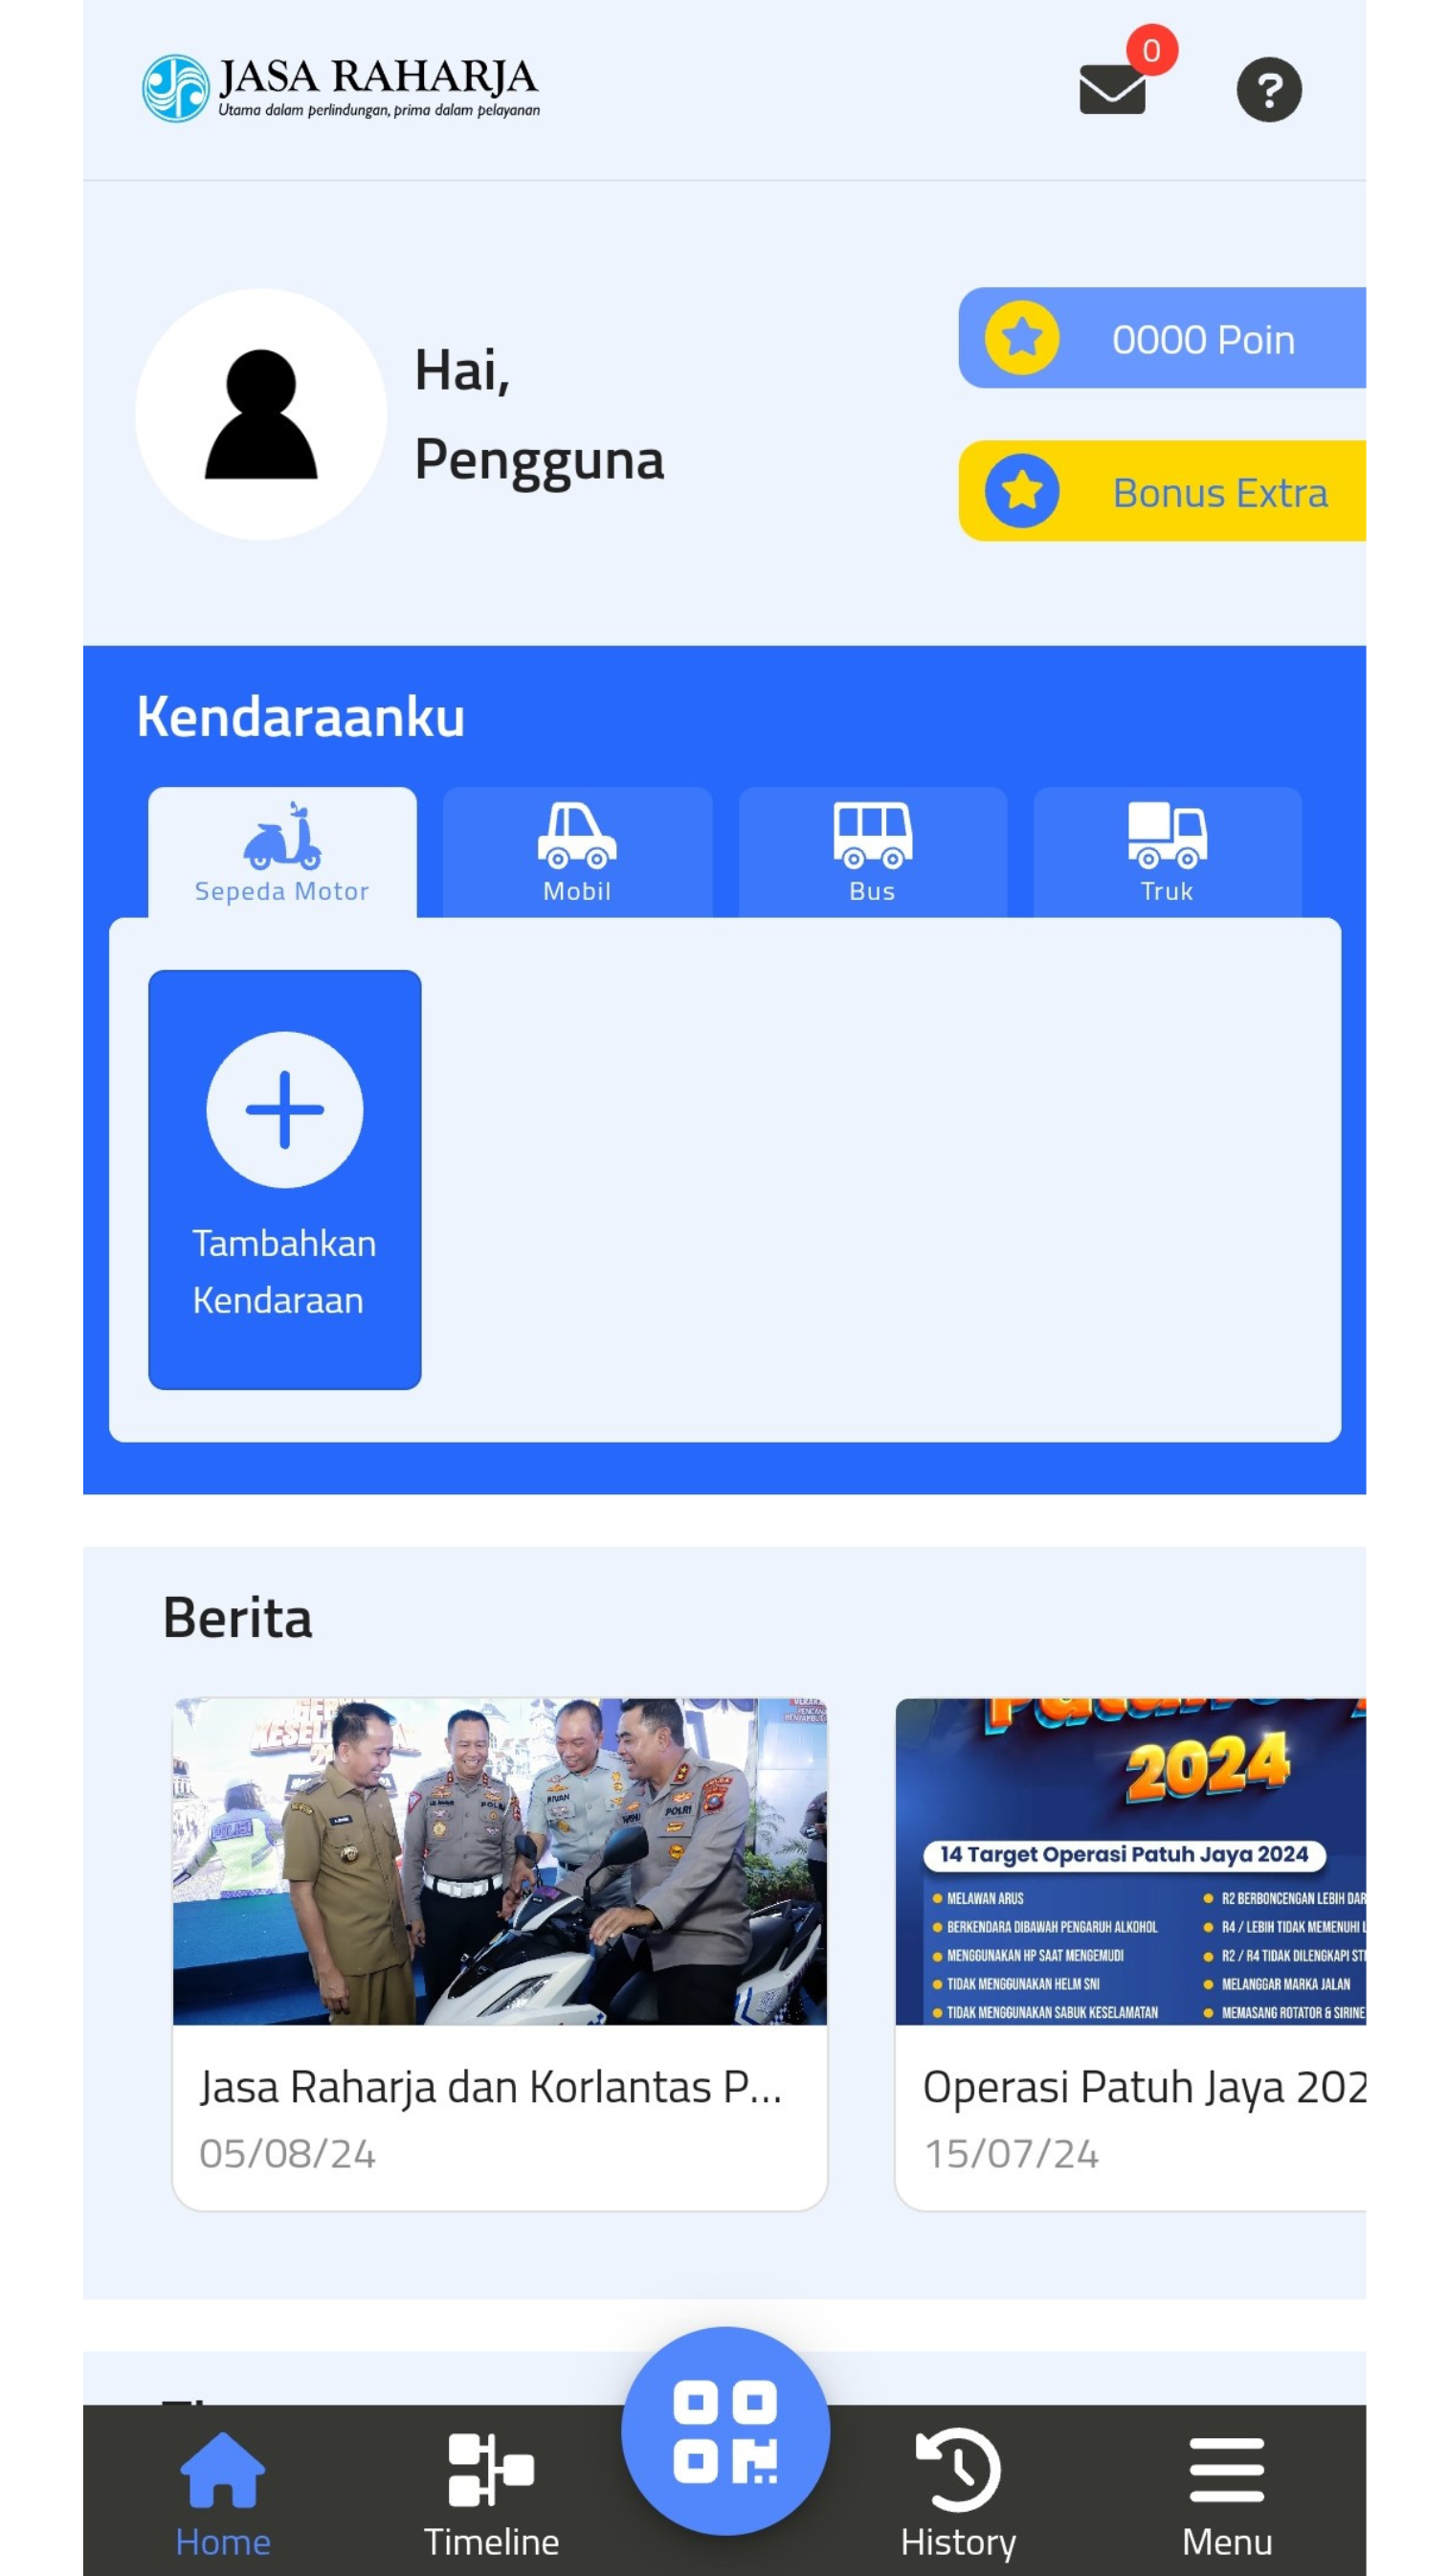 JASA RAHARJA
Utama dalam perlindungan, prima dalam pelayanan
0
?
Hai,
Pengguna
0000 Poin
Bonus Extra
Kendaraanku
Sepeda Motor
Mobil
Bus
Truk
Tambahkan
Kendaraan
Berita
POLISI
POLRI
2024
14 Target Operasi Patuh Jaya 2024
MELAWAN ARUS
BERKENDARA DIBAWAH PENGARUH ALKOHOL
MENGGUNAKAN HP SAAT MENGEMUDI
TIDAK MENGGUNAKAN HELM SNI
TIDAK MENGGUNAKAN SABUK KESELAMATAN
R2 BERBONCENGAN LEBIH DAR
R4 / LEBIH TIDAK MEMENUHI L
R2 / R4 TIDAK DILENGKAPI ST
MELANGGAR MARKA JALAN
MEMASANG ROTATOR & SIRINE
Jasa Raharja dan Korlantas P...
05/08/24
Operasi Patuh Jaya 202
15/07/24
Home
Timeline
History
Menu